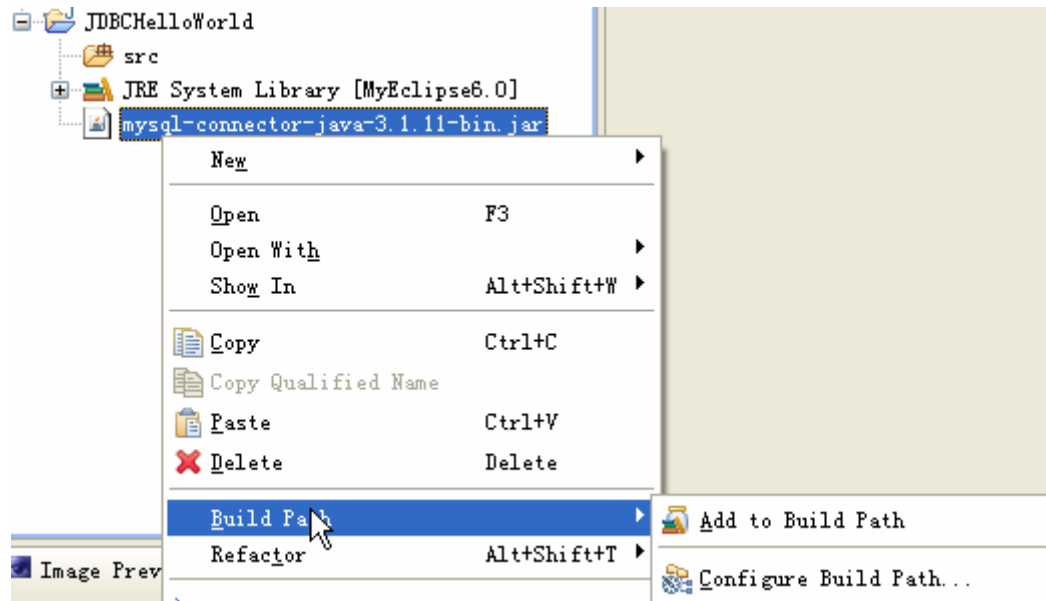 JDBCHelloWorld
src
JRE System Library [MyEclipse6.0]
mysql-connector-java-3.1.11-bin.jar
New
Open F3
Open With
Show In Alt+Shift+W
Copy Ctrl+C
Copy Qualified Name
Paste Ctrl+V
Delete Delete
Build Path
Add to Build Path
Refactor Alt+Shift+T
Image Prev
Configure Build Path...